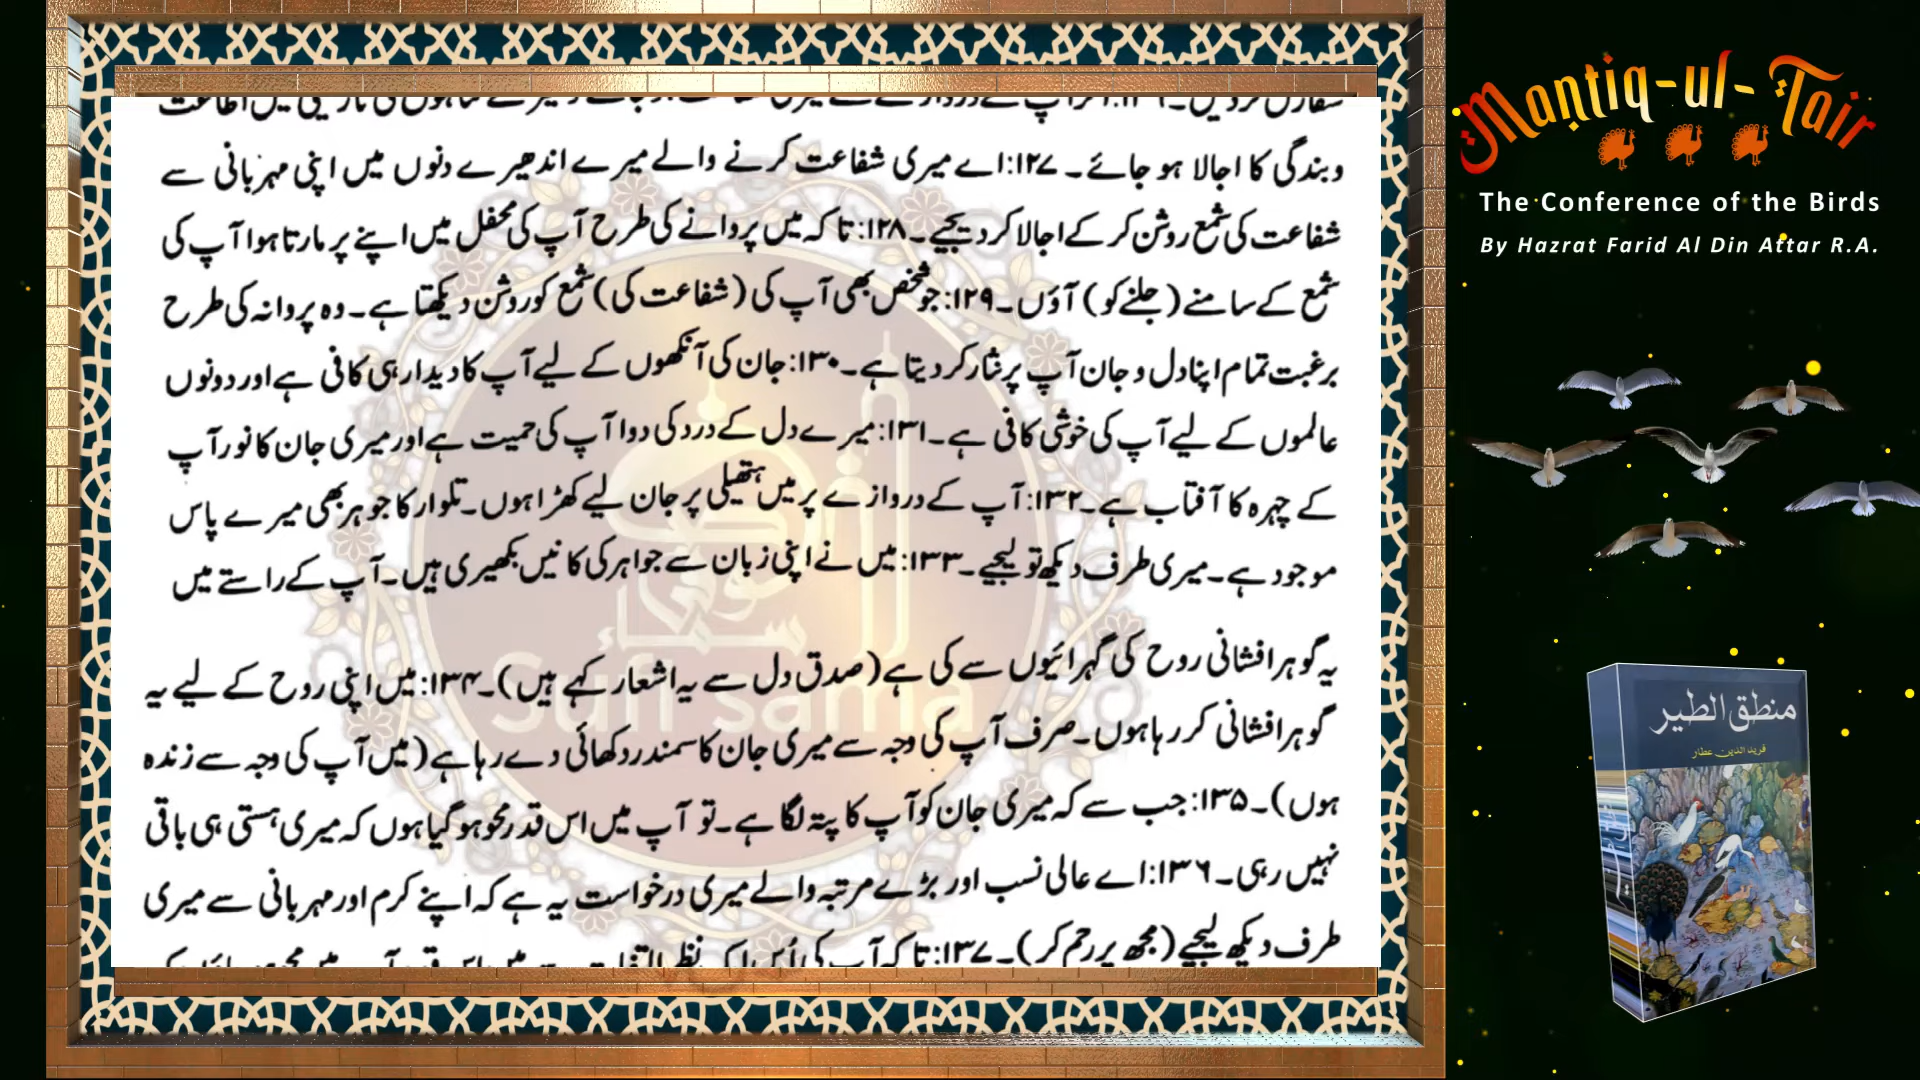 وبندگی کا اجالا ہو جائے۔ ۱۲۷:اے میری شفاعت کرنے والے میرے اندھیرے دنوں میں اپنی مہربانی سے
شفاعت کی شمع روشن کر کے اجالا کر دیجیے۔۱۲۸: تا کہ میں پروانے کی طرح آپ کی محفل میں اپنے پر مارتا ہوا آپ کی
شمع کے سامنے (جلنے کو) آؤں۔۱۲۹: جو شخص بھی آپ کی (شفاعت کی) شمع کو روشن دیکھتا ہے۔ وہ پروانہ کی طرح
برغبت تمام اپنا دل و جان آپ پر نثار کر دیتا ہے۔۱۳۰: جان کی آنکھوں کے لیے آپ کا دیدار ہی کافی ہے اور دونوں
عالموں کے لیے آپ کی خوشی کافی ہے۔۱۳۱: میرے دل کے درد کی دوا آپ کی حمیت ہے اور میری جان کا نور آپ
کے چہرہ کا آفتاب ہے۔۱۳۲: آپ کے دروازے پر میں ہتھیلی پر جان لیے کھڑا ہوں۔ تلوار کا جوہر بھی میرے پاس
موجود ہے۔ میری طرف دیکھ تو لیجیے۔۱۳۳: میں نے اپنی زبان سے جواہر کی کانیں بکھیری ہیں۔ آپ کے راستے میں
یہ گوہر افشانی روح کی گہرائیوں سے کی ہے (صدق دل سے یہ اشعار کہے ہیں)۔۱۳۴: میں اپنی روح کے لیے یہ
گوہر افشانی کر رہا ہوں۔ صرف آپ کی وجہ سے میری جان کا سمندر دکھائی دے رہا ہے (میں آپ کی وجہ سے زندہ
ہوں)۔۱۳۵: جب سے کہ میری جان کو آپ کا پتہ لگا ہے۔ تو آپ میں اس قدر محو ہو گیا ہوں کہ میری ہستی ہی باقی
نہیں رہی۔۱۳۶: اے عالی نسب اور بڑے مرتبہ والے میری درخواست یہ ہے کہ اپنے کرم اور مہربانی سے میری
طرف دیکھ لیجیے (مجھ پر رحم کر)۔۱۳۷: تا کہ آپ کی اُس
Sufi sama
Mantiq-ul-Tair
The Conference of the Birds
By Hazrat Farid Al Din Attar R.A.
منطق الطیر
فرید الدین عطار